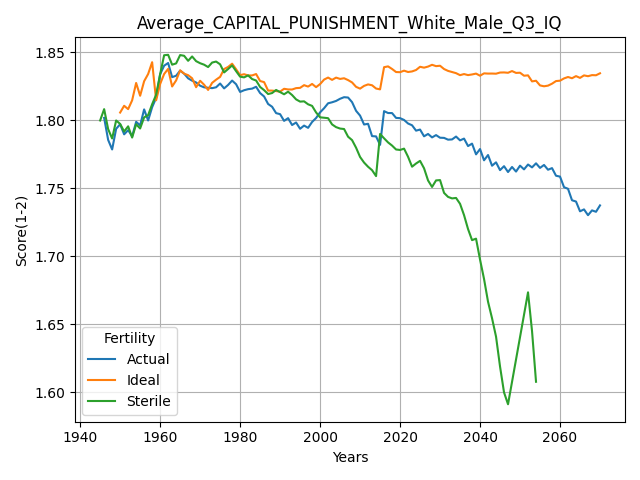 Average_CAPITAL_PUNISHMENT_White_Male_Q3_IQ
Score(1-2)
1.85
1.80
1.75
1.70
1.65
1.60
Fertility
Actual
Ideal
Sterile
1940
1960
1980
2000
2020
2040
2060
Years